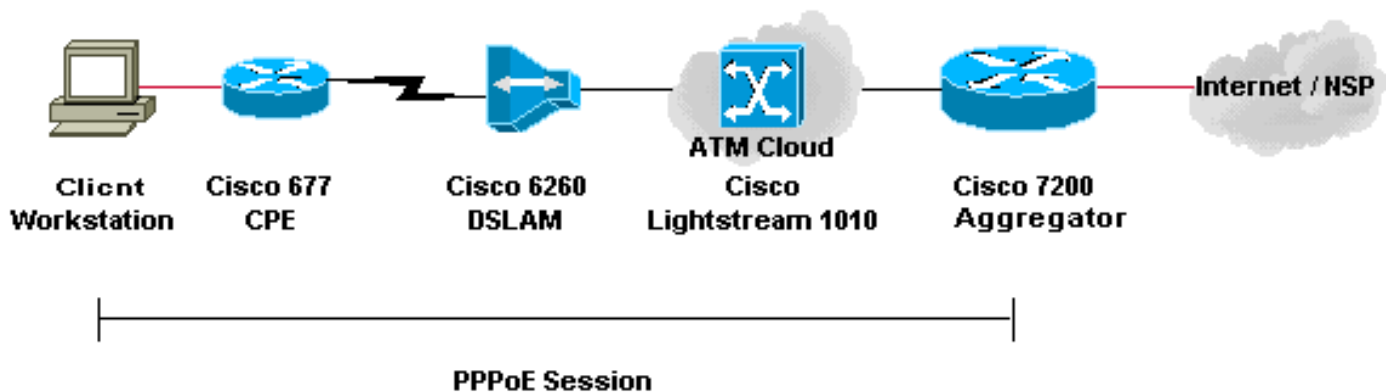 Internet / NSP
ATM Cloud
Client
Workstation
Cisco 677
CPE
Cisco 6260
DSLAM
Cisco
Lightstream 1010
Cisco 7200
Aggregator
PPPoE Session